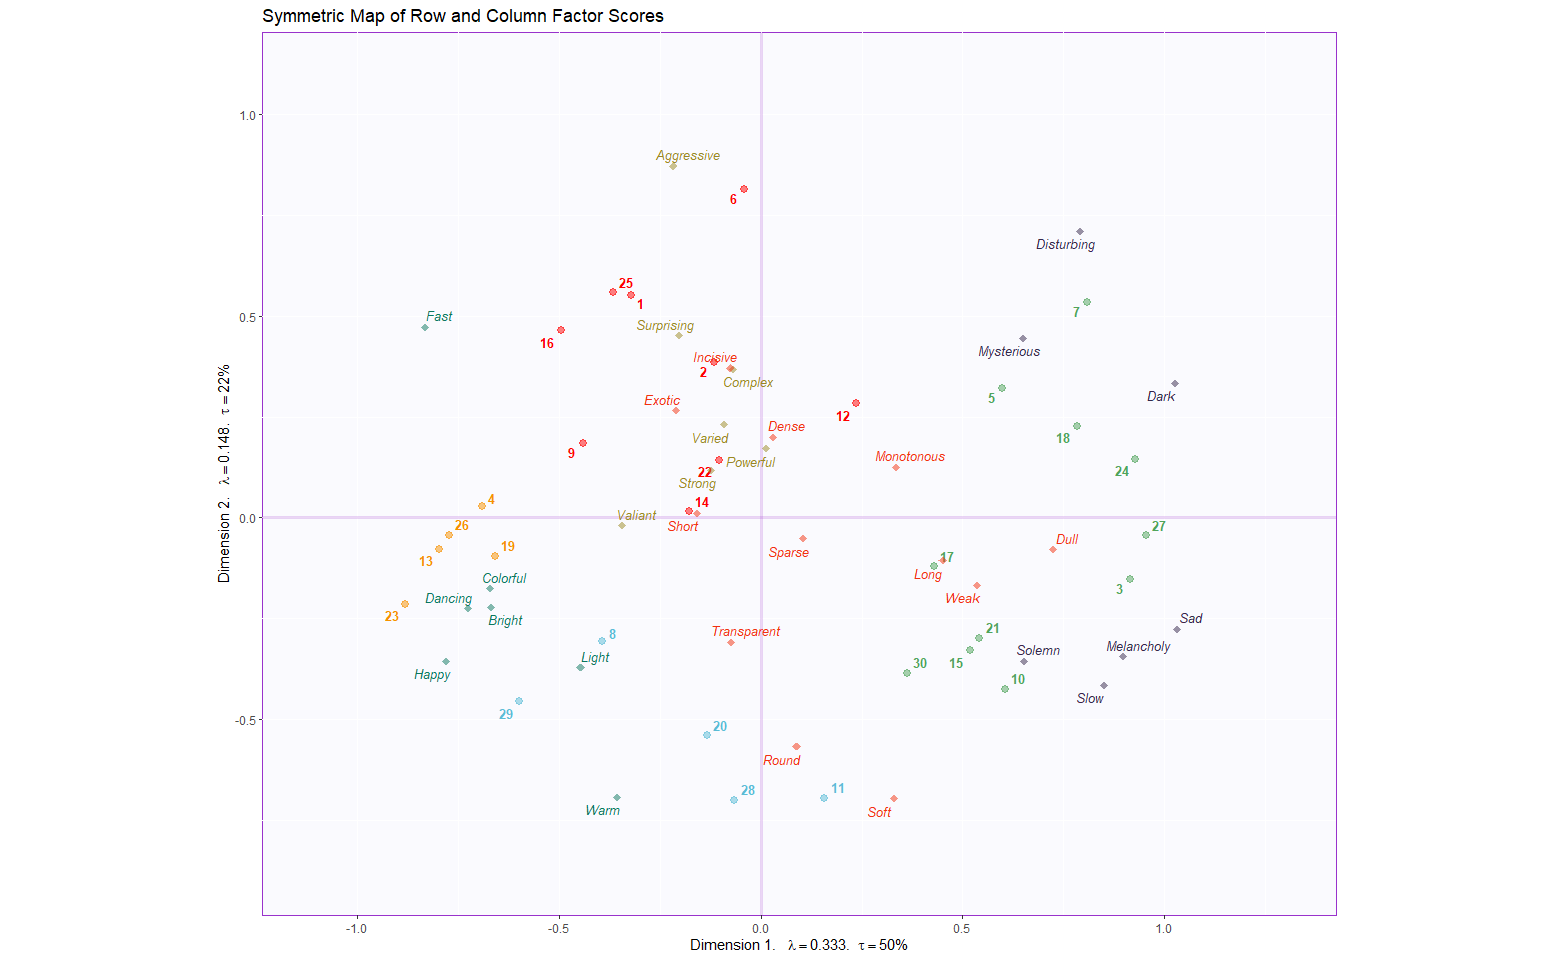 Symmetric Map of Row and Column Factor Scores
1.0
Aggressive
6
Disturbing
25
1
7
0.5
Fast
Surprising
16
Incisive
2
Mysterious
Complex
5
Dark
Exotic
12
Dense
Varied
18
9
Monotonous
Powerful
22
24
Strong
4
14
0.0
Valiant
Short
26
27
13
19
Sparse
Dull
17
Long
Colorful
Weak
3
Dancing
23
Bright
Sad
8
Transparent
21
Light
Solemn
Melancholy
30
15
Happy
10
Slow
29
-0.5
20
Round
28
11
Warm
Soft
-1.0
-0.5
0.0
0.5
1.0
Dimension 1. λ = 0.333. τ = 50%
Dimension 2. λ = 0.148. τ = 22%